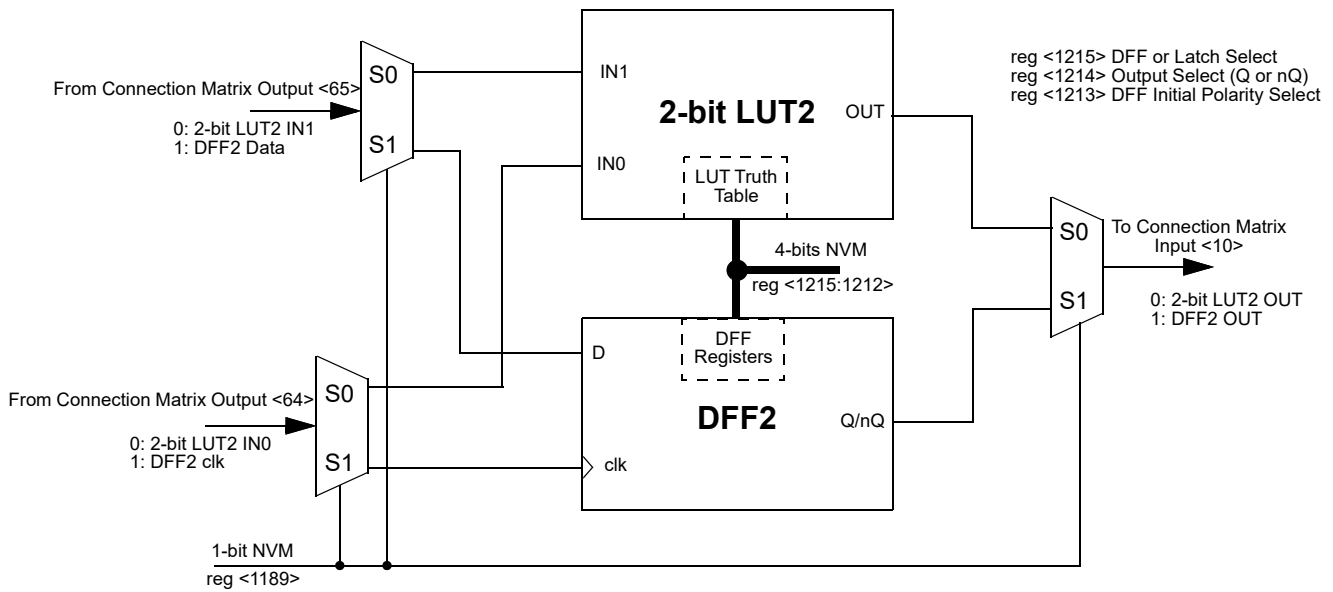 S0
From Connection Matrix Output <65>
0: 2-bit LUT2 IN1
1: DFF2 Data
S1
IN1
2-bit LUT2
OUT
IN0
LUT Truth
Table
reg <1215> DFF or Latch Select
reg <1214> Output Select (Q or nQ)
reg <1213> DFF Initial Polarity Select
4-bits NVM
reg <1215:1212>
S0
S1
To Connection Matrix
Input <10>
0: 2-bit LUT2 OUT
1: DFF2 OUT
S0
From Connection Matrix Output <64>
0: 2-bit LUT2 IN0
1: DFF2 clk
S1
D
DFF
Registers
DFF2
Q/nQ
clk
1-bit NVM
reg <1189>